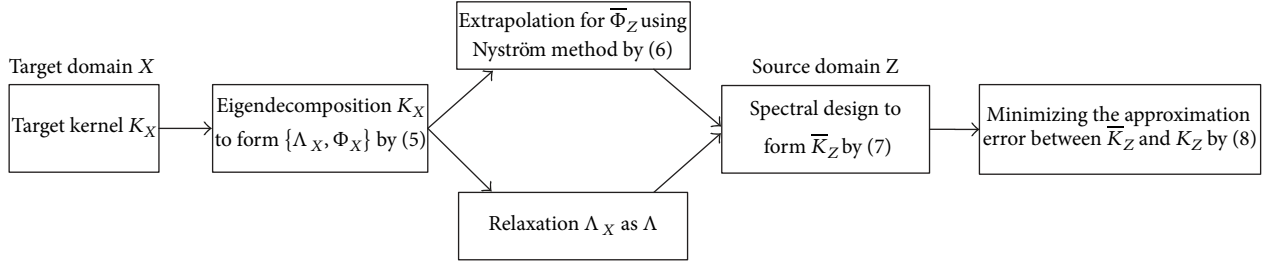 Target domain X
Target kernel K_X
Eigendecomposition K_X
to form {Λ_X, Φ_X} by (5)
Extrapolation for Φ̅_Z using
Nyström method by (6)
Relaxation Λ_X as Λ
Source domain Z
Spectral design to
form K̅_Z by (7)
Minimizing the approximation
error between K̅_Z and K_Z by (8)